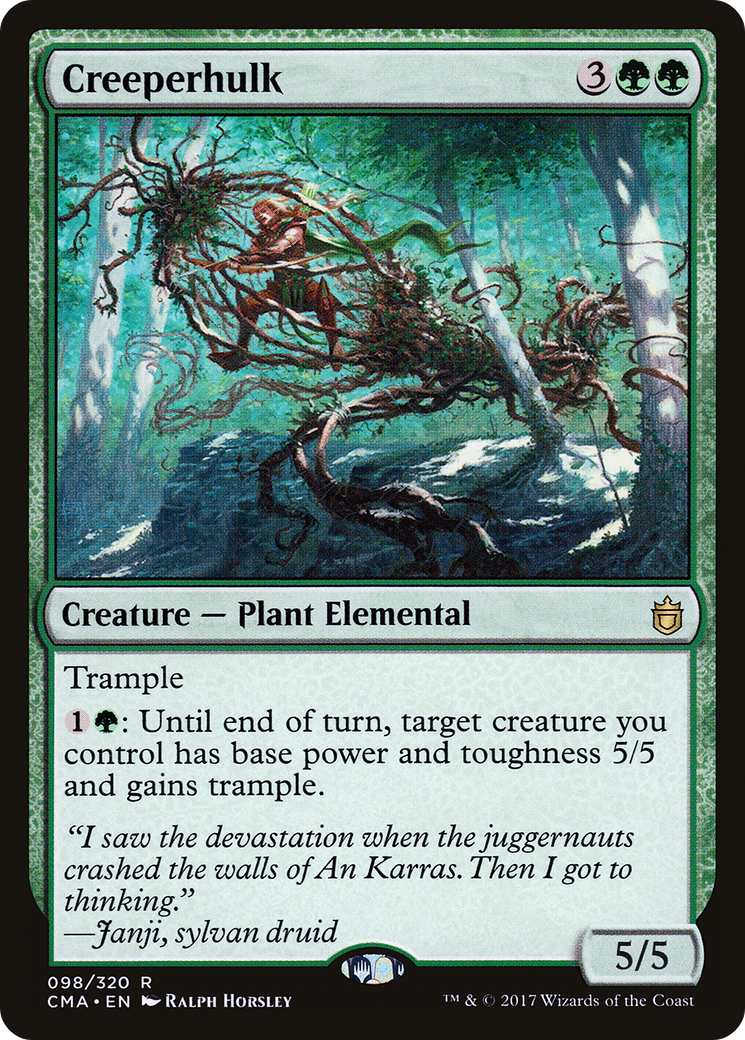 Creeperhulk 3
Creature — Plant Elemental
Trample
1: Until end of turn, target creature you
control has base power and toughness 5/5
and gains trample.
“I saw the devastation when the juggernauts
crashed the walls of An Karras. Then I got to
thinking.”
—Janji, sylvan druid
5/5
098/320 R
CMA • EN Ralph Horsley
™ & © 2017 Wizards of the Coast